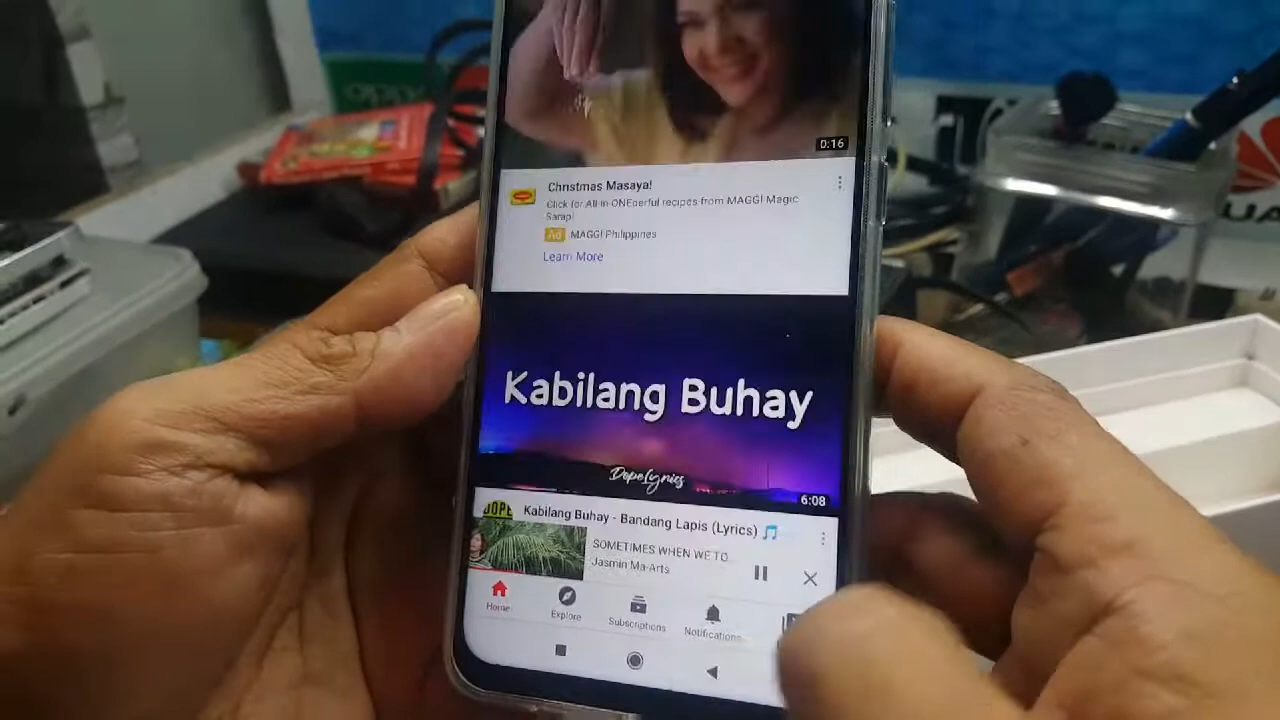 oppo
0:16
Christmas Masaya!
Click for All-in-ONEderful recipes from MAGGI Magic
Sarap!
Ad MAGGI Philippines
Learn More
Kabilang Buhay
DopeLyrics
6:08
DOPE
Kabilang Buhay - Bandang Lapis (Lyrics) 🎵
SOMETIMES WHEN WE TO...
Jasmin Ma-Arts
Home
Explore
Subscriptions
Notifications